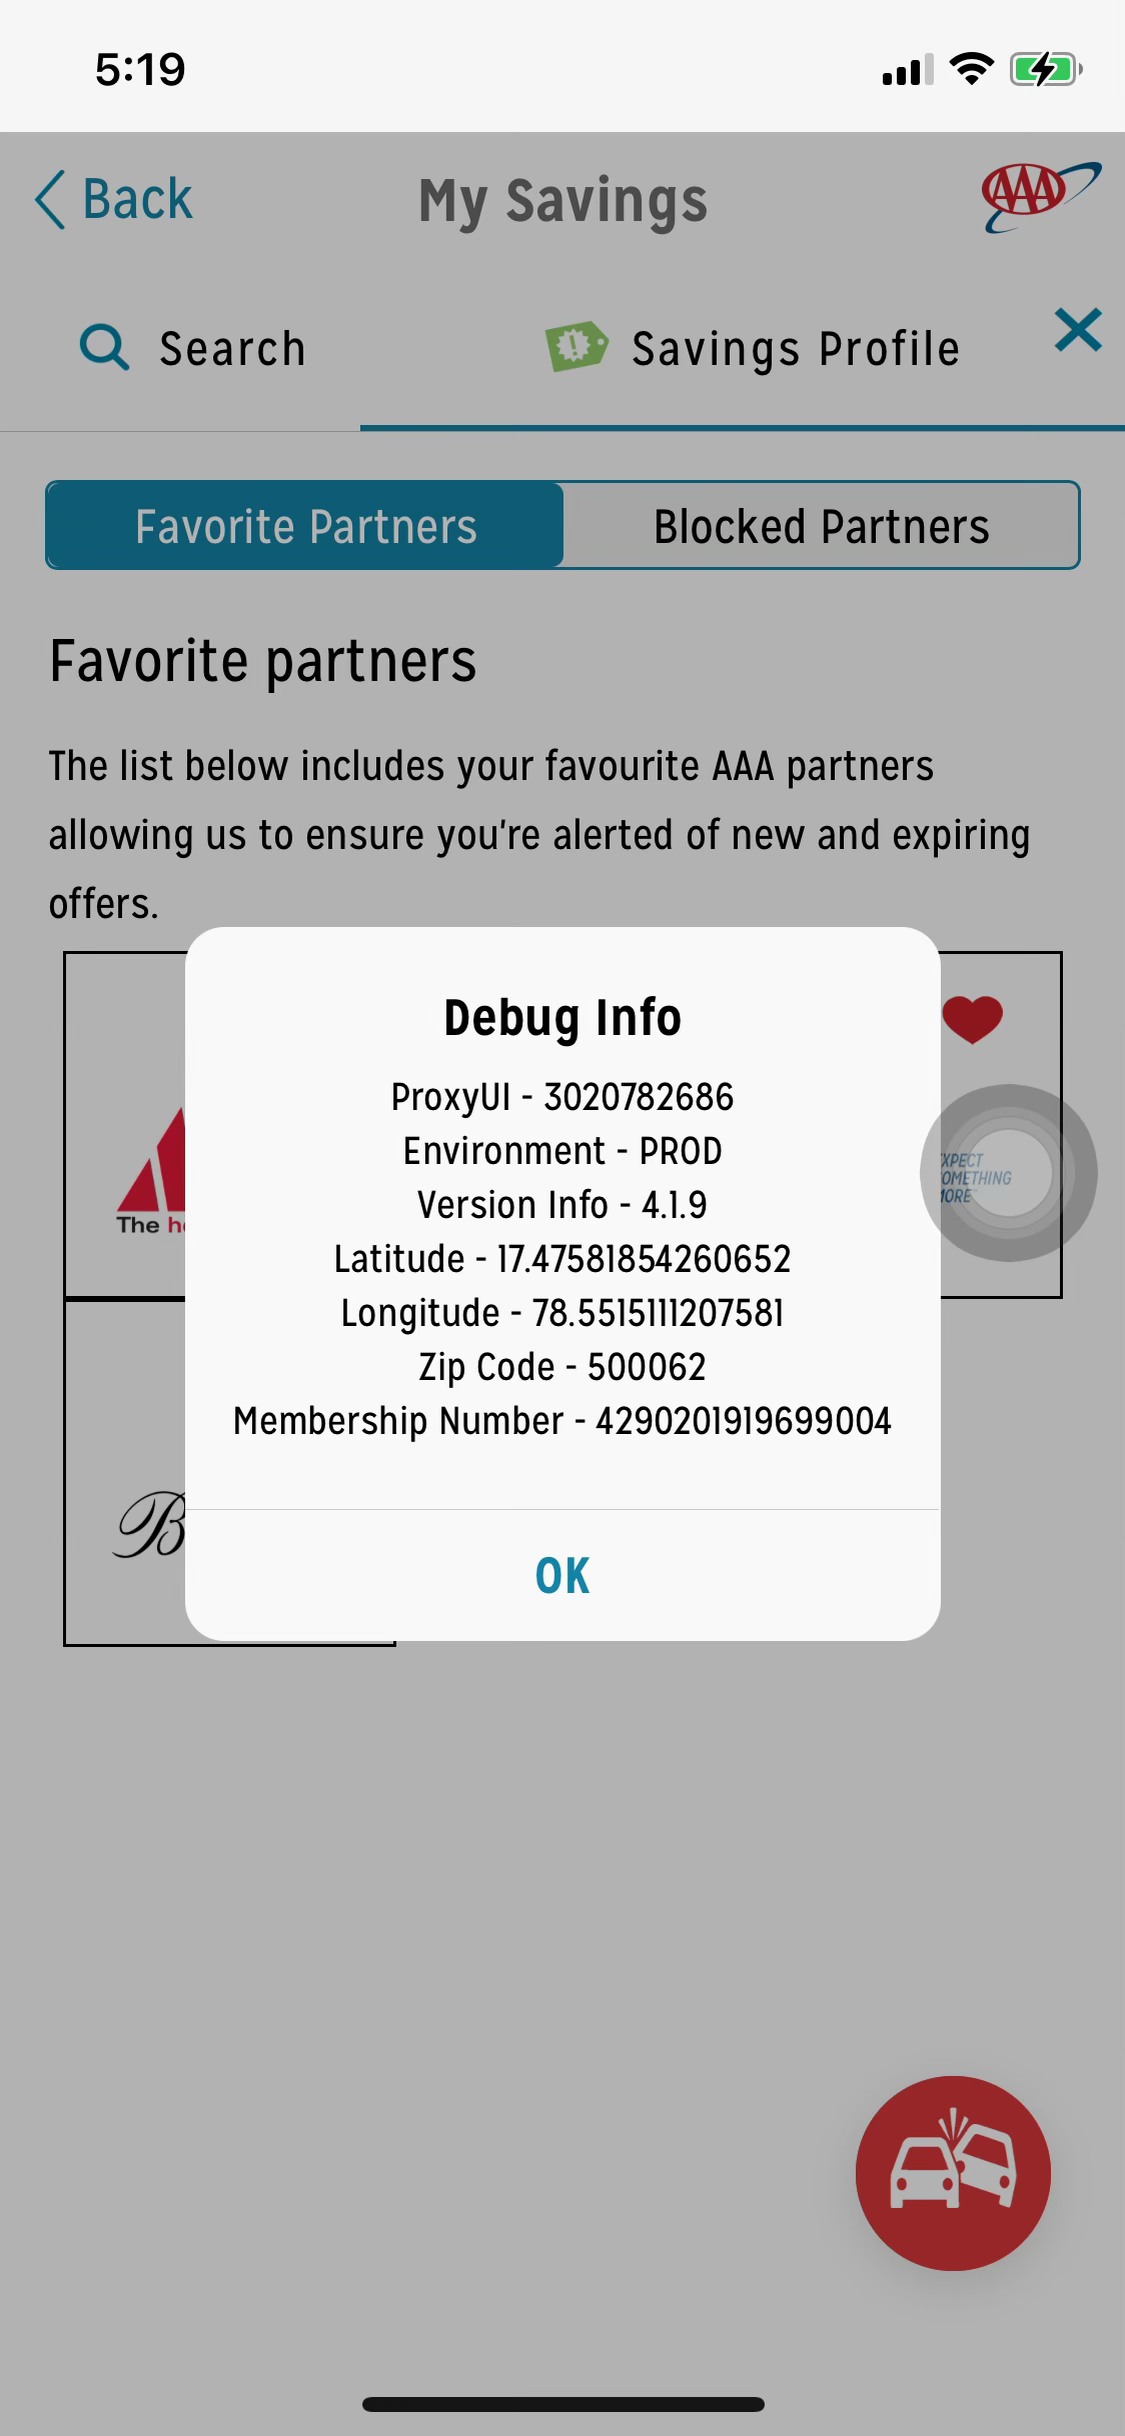 5:19
Back
My Savings
AAA
Search
Savings Profile
Favorite Partners
Blocked Partners
Favorite partners
The list below includes your favourite AAA partners
allowing us to ensure you're alerted of new and expiring
offers.
Debug Info
ProxyUI - 3020782686
Environment - PROD
Version Info - 4.1.9
Latitude - 17.47581854260652
Longitude - 78.5515111207581
Zip Code - 500062
Membership Number - 4290201919699004
OK
The
XPECT
OMETHING
MORE
B